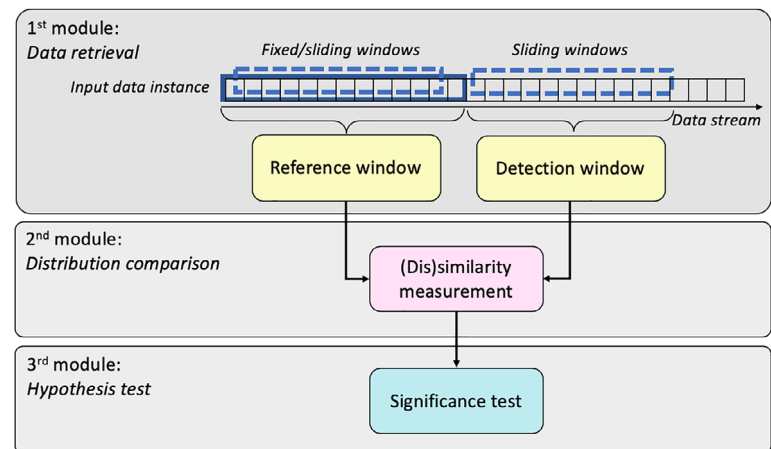 1st module:
Data retrieval
Fixed/sliding windows
Sliding windows
Input data instance
Data stream
Reference window
Detection window
2nd module:
Distribution comparison
(Dis)similarity
measurement
3rd module:
Hypothesis test
Significance test